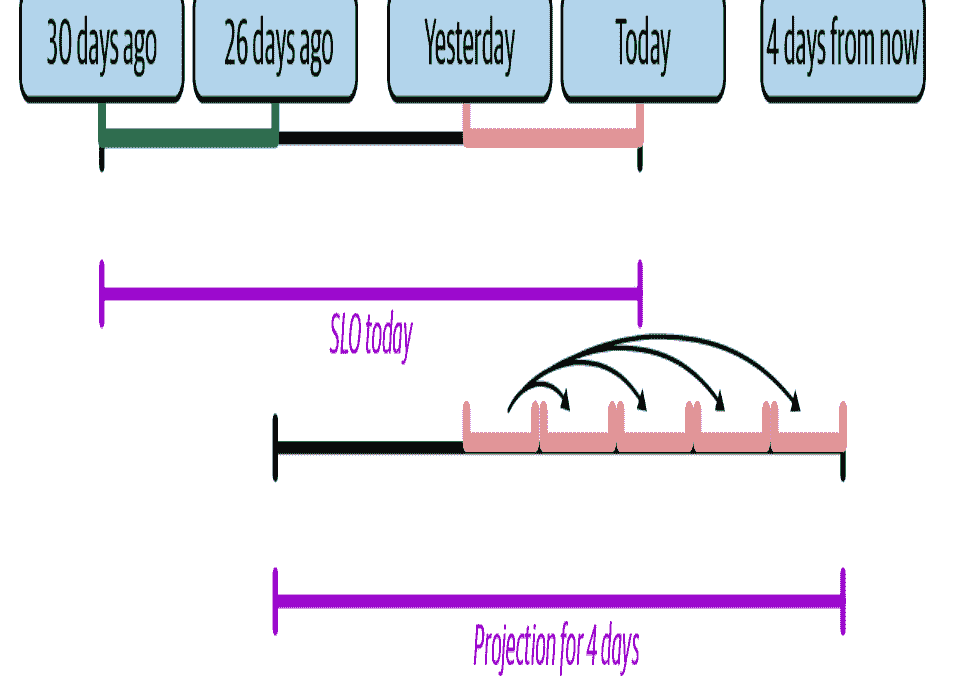 30 days ago
26 days ago
Yesterday
Today
4 days from now
SLO today
Projection for 4 days